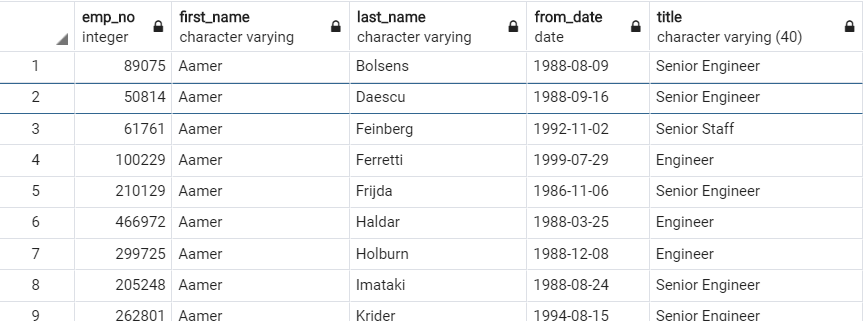 emp_no first_name last_name from_date title
integer character varying character varying date character varying (40)
1 89075 Aamer Bolsens 1988-08-09 Senior Engineer
2 50814 Aamer Daescu 1988-09-16 Senior Engineer
3 61761 Aamer Feinberg 1992-11-02 Senior Staff
4 100229 Aamer Ferretti 1999-07-29 Engineer
5 210129 Aamer Frijda 1986-11-06 Senior Engineer
6 466972 Aamer Haldar 1988-03-25 Engineer
7 299725 Aamer Holburn 1988-12-08 Engineer
8 205248 Aamer Imataki 1988-08-24 Senior Engineer
9 262801 Aamer Krider 1994-08-15 Senior Engineer